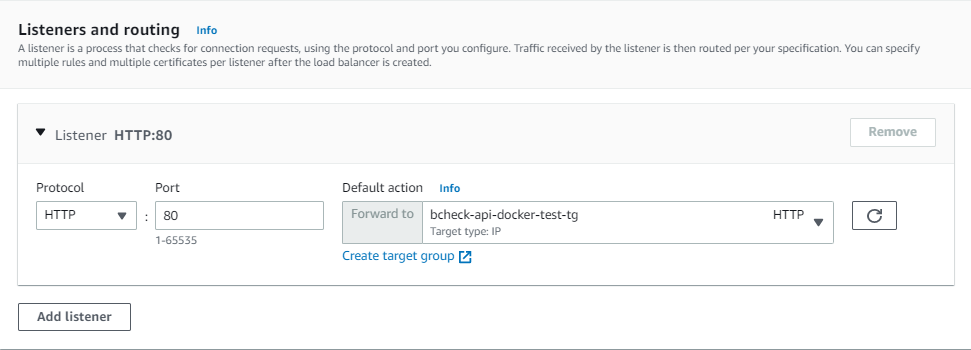 Listeners and routing Info
A listener is a process that checks for connection requests, using the protocol and port you configure. Traffic received by the listener is then routed per your specification. You can specify
multiple rules and multiple certificates per listener after the load balancer is created.
Listener HTTP:80
Remove
Protocol Port Default action Info
HTTP : 80 Forward to bcheck-api-docker-test-tg HTTP
Target type: IP
1-65535
Create target group
Add listener